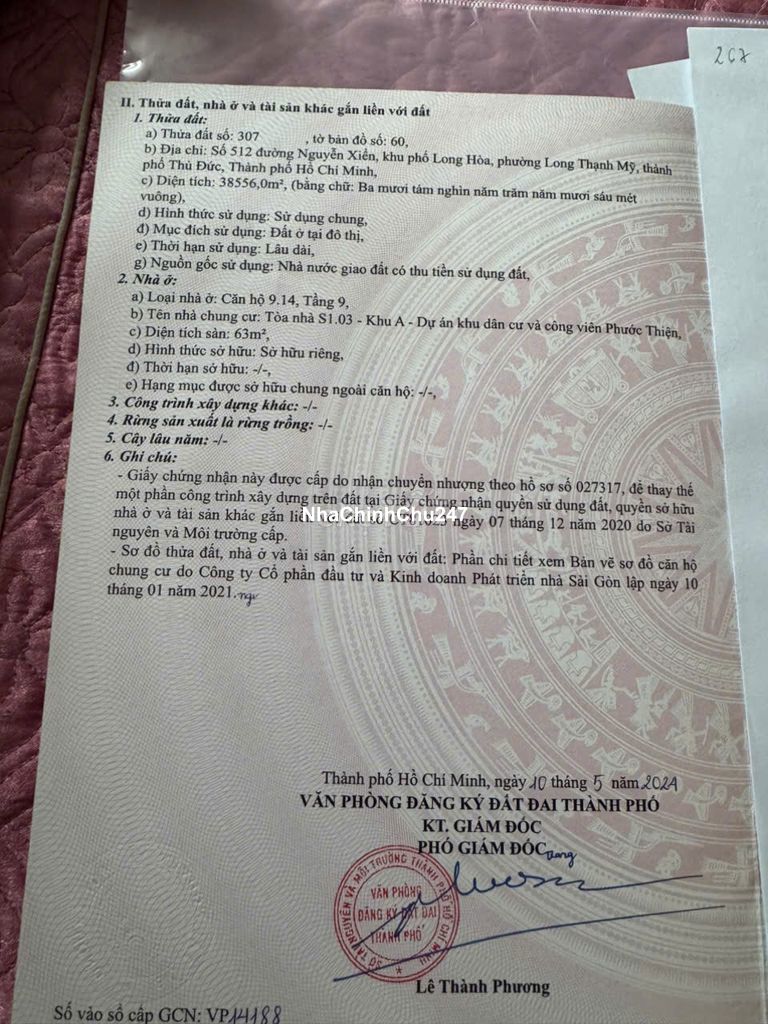 267
II. Thửa đất, nhà ở và tài sản khác gắn liền với đất
1. Thửa đất:
a) Thửa đất số: 307 , tờ bản đồ số: 60,
b) Địa chỉ: Số 512 đường Nguyễn Xiển, khu phố Long Hòa, phường Long Thạnh Mỹ, thành
phố Thủ Đức, Thành phố Hồ Chí Minh,
c) Diện tích: 38556,0m², (bằng chữ: Ba mươi tám nghìn năm trăm năm mươi sáu mét
vuông),
d) Hình thức sử dụng: Sử dụng chung,
đ) Mục đích sử dụng: Đất ở tại đô thị,
e) Thời hạn sử dụng: Lâu dài,
g) Nguồn gốc sử dụng: Nhà nước giao đất có thu tiền sử dụng đất,
2. Nhà ở:
a) Loại nhà ở: Căn hộ 9.14, Tầng 9,
b) Tên nhà chung cư: Tòa nhà S1.03 - Khu A - Dự án khu dân cư và công viên Phước Thiện,
c) Diện tích sàn: 63m²,
d) Hình thức sở hữu: Sở hữu riêng,
đ) Thời hạn sở hữu: -/-,
e) Hạng mục được sở hữu chung ngoài căn hộ: -/-,
3. Công trình xây dựng khác: -/-
4. Rừng sản xuất là rừng trồng: -/-
5. Cây lâu năm: -/-
6. Ghi chú:
- Giấy chứng nhận này được cấp do nhận chuyển nhượng theo hồ sơ số 027317, để thay thế
một phần công trình xây dựng trên đất tại Giấy chứng nhận quyền sử dụng đất, quyền sở hữu
nhà ở và tài sản khác gắn liền ngày 07 tháng 12 năm 2020 do Sở Tài
NhaChinhChu247
nguyên và Môi trường cấp.
- Sơ đồ thửa đất, nhà ở và tài sản gắn liền với đất: Phần chi tiết xem Bản vẽ sơ đồ căn hộ
chung cư do Công ty Cổ phần đầu tư và Kinh doanh Phát triển nhà Sài Gòn lập ngày 10
tháng 01 năm 2021.
Thành phố Hồ Chí Minh, ngày 10 tháng 5 năm 2024
VĂN PHÒNG ĐĂNG KÝ ĐẤT ĐAI THÀNH PHỐ
KT. GIÁM ĐỐC
PHÓ GIÁM ĐỐC
SỞ TÀI NGUYÊN VÀ MÔI TRƯỜNG THÀNH PHỐ HỒ CHÍ MINH
VĂN PHÒNG
ĐĂNG KÝ ĐẤT ĐAI
THÀNH PHỐ
Lê Thành Phương
Số vào sổ cấp GCN: VP14188